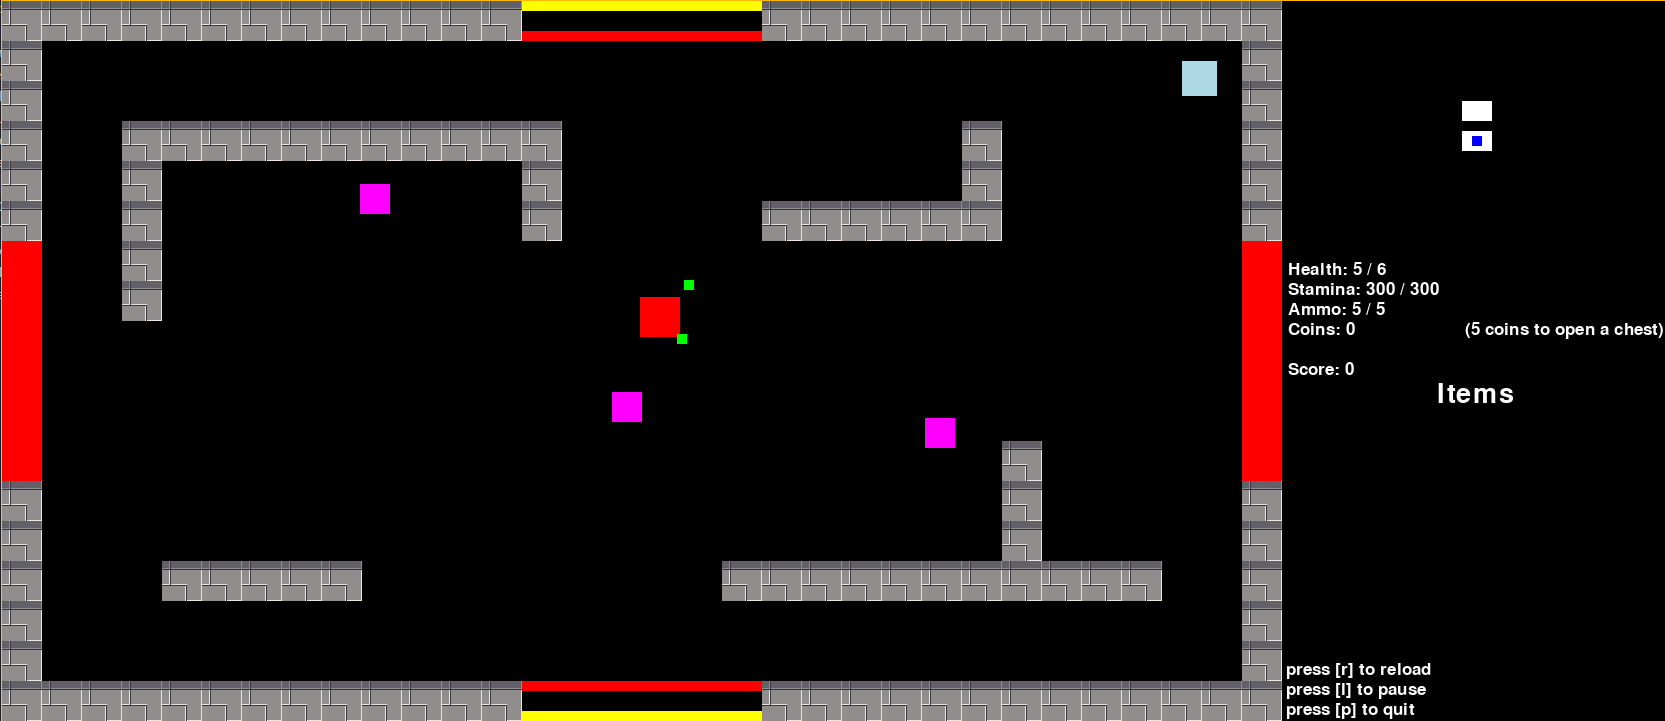 Health: 5 / 6
Stamina: 300 / 300
Ammo: 5 / 5
Coins: 0 (5 coins to open a chest)
Score: 0
Items
press [r] to reload
press [l] to pause
press [p] to quit